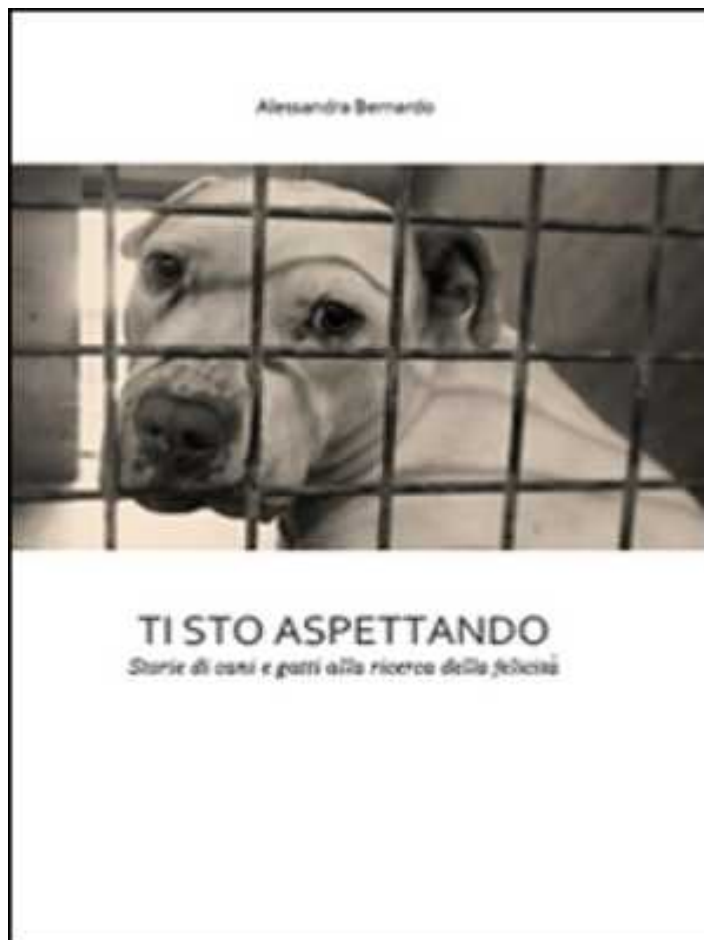 Alessandra Bernardo
TI STO ASPETTANDO
Storie di cani e gatti alla ricerca della felicità